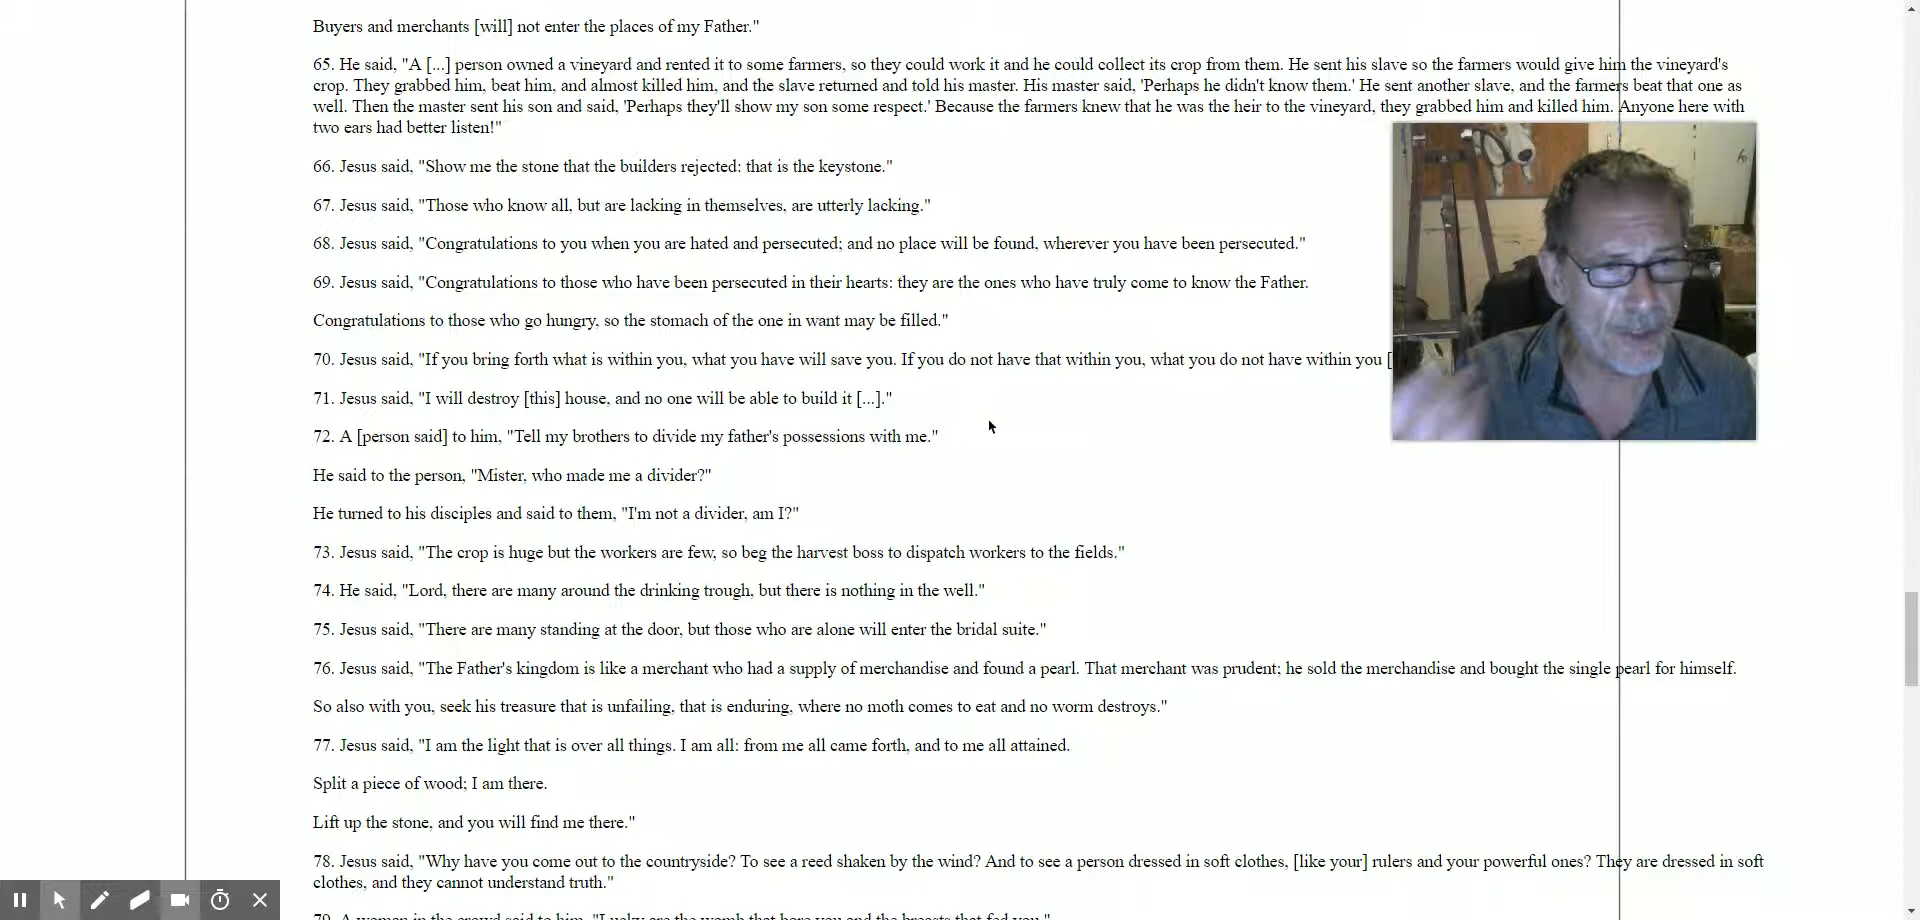 Buyers and merchants [will] not enter the places of my Father."
65. He said, "A [...] person owned a vineyard and rented it to some farmers, so they could work it and he could collect its crop from them. He sent his slave so the farmers would give him the vineyard's
crop. They grabbed him, beat him, and almost killed him, and the slave returned and told his master. His master said, 'Perhaps he didn't know them.' He sent another slave, and the farmers beat that one as
well. Then the master sent his son and said, 'Perhaps they'll show my son some respect.' Because the farmers knew that he was the heir to the vineyard, they grabbed him and killed him. Anyone here with
two ears had better listen!"
66. Jesus said, "Show me the stone that the builders rejected: that is the keystone."
67. Jesus said, "Those who know all, but are lacking in themselves, are utterly lacking."
68. Jesus said, "Congratulations to you when you are hated and persecuted; and no place will be found, wherever you have been persecuted."
69. Jesus said, "Congratulations to those who have been persecuted in their hearts: they are the ones who have truly come to know the Father.
Congratulations to those who go hungry, so the stomach of the one in want may be filled."
70. Jesus said, "If you bring forth what is within you, what you have will save you. If you do not have that within you, what you do not have within you [
71. Jesus said, "I will destroy [this] house, and no one will be able to build it [...]."
72. A [person said] to him, "Tell my brothers to divide my father's possessions with me."
He said to the person, "Mister, who made me a divider?"
He turned to his disciples and said to them, "I'm not a divider, am I?"
73. Jesus said, "The crop is huge but the workers are few, so beg the harvest boss to dispatch workers to the fields."
74. He said, "Lord, there are many around the drinking trough, but there is nothing in the well."
75. Jesus said, "There are many standing at the door, but those who are alone will enter the bridal suite."
76. Jesus said, "The Father's kingdom is like a merchant who had a supply of merchandise and found a pearl. That merchant was prudent; he sold the merchandise and bought the single pearl for himself.
So also with you, seek his treasure that is unfailing, that is enduring, where no moth comes to eat and no worm destroys."
77. Jesus said, "I am the light that is over all things. I am all: from me all came forth, and to me all attained.
Split a piece of wood; I am there.
Lift up the stone, and you will find me there."
78. Jesus said, "Why have you come out to the countryside? To see a reed shaken by the wind? And to see a person dressed in soft clothes, [like your] rulers and your powerful ones? They are dressed in soft
clothes, and they cannot understand truth."
79. A woman in the crowd said to him, "Lucky are the womb that bore you and the breasts that fed you."